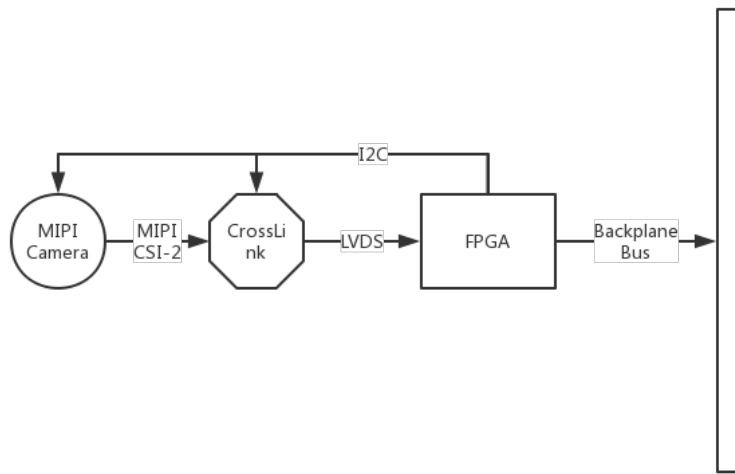 I2C
MIPI
Camera
MIPI
CSI-2
CrossLi
nk
LVDS
FPGA
Backplane
Bus